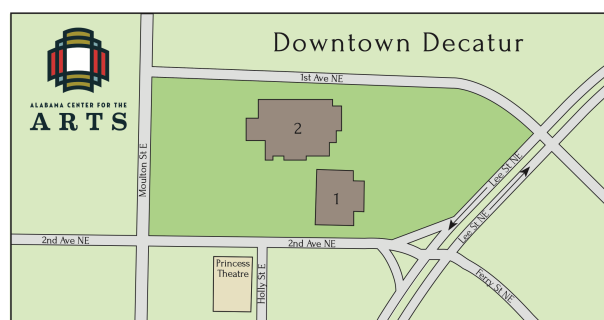 Downtown Decatur
ALABANA CENTER FOR THE
ARTS
1st Ave NE
2
Moulton St E
1
Lee St NE
Lee St NE
2nd Ave NE
2nd Ave NE
Princess
Theatre
Holly St E
Ferry St NE